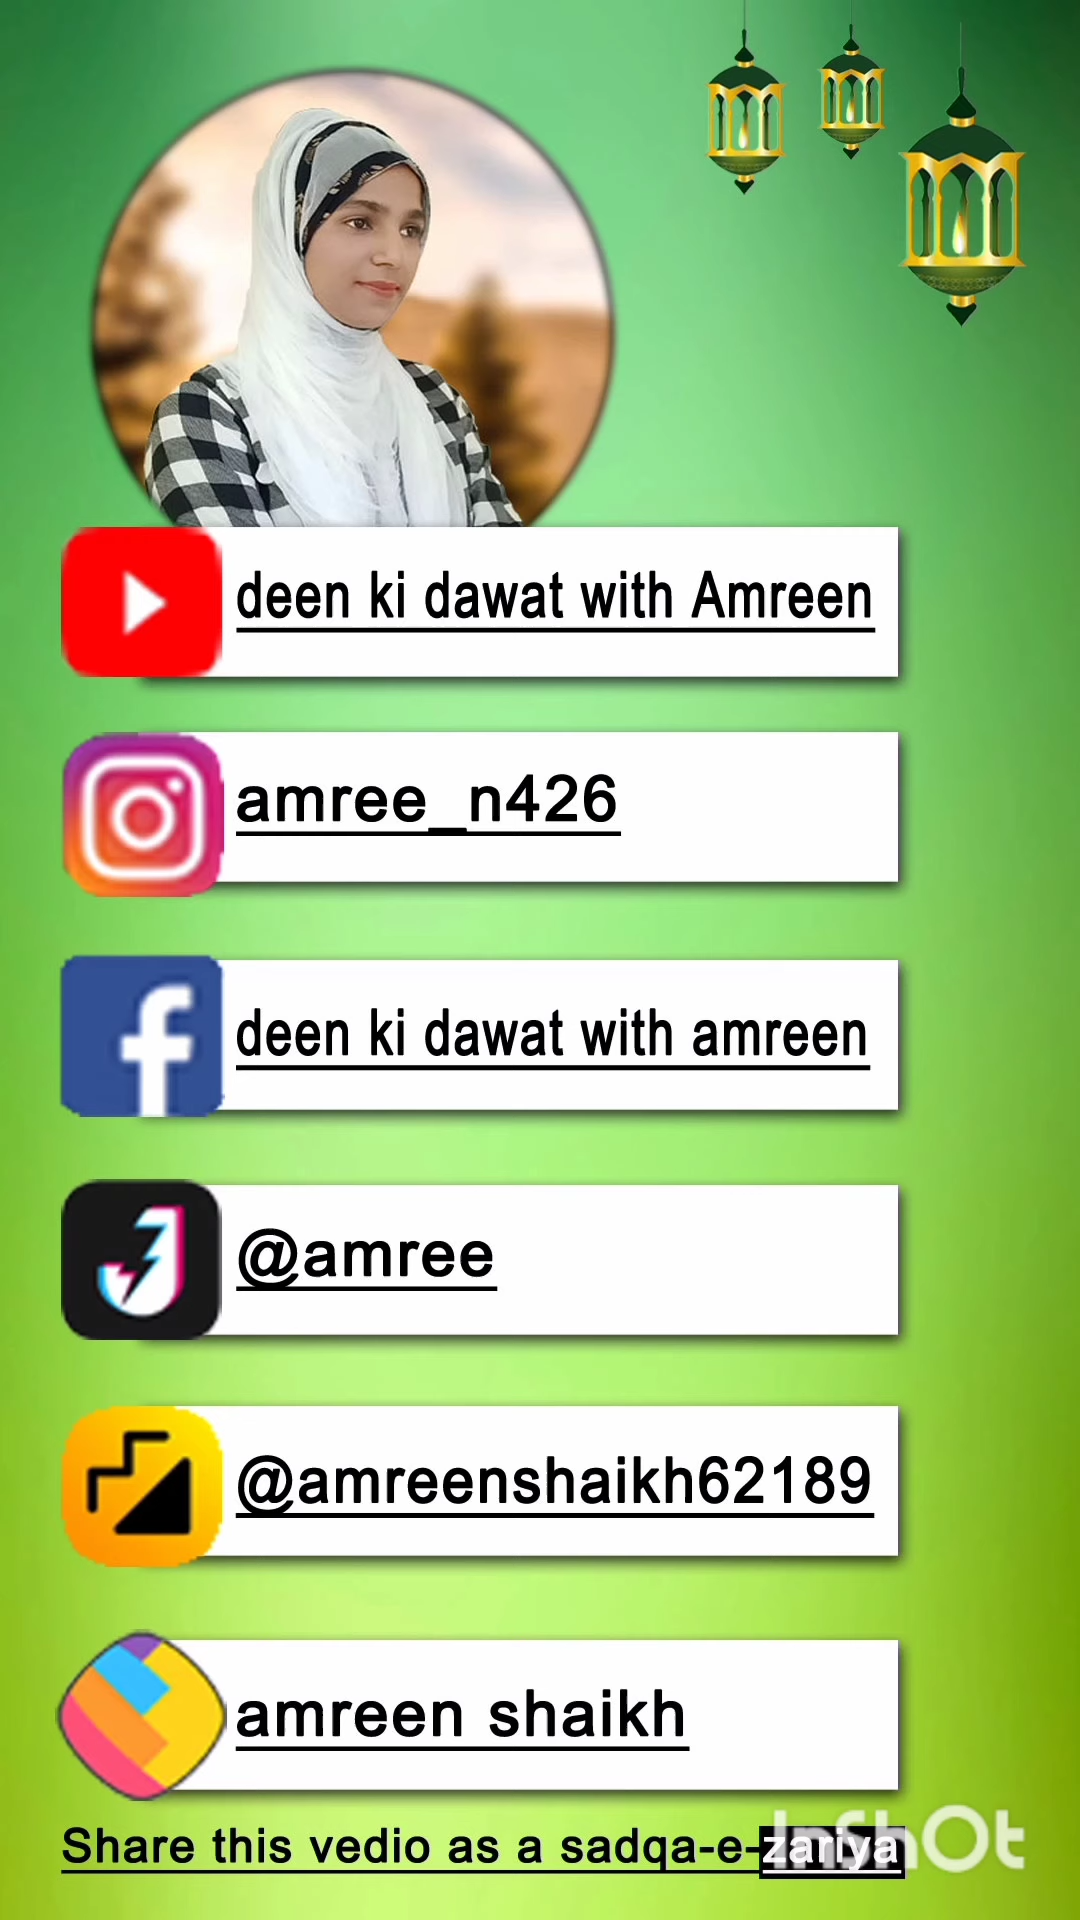 deen ki dawat with Amreen
amree_n426
deen ki dawat with amreen
@amree
@amreenshaikh62189
amreen shaikh
Share this vedio as a sadqa-e-zariya
InShOt